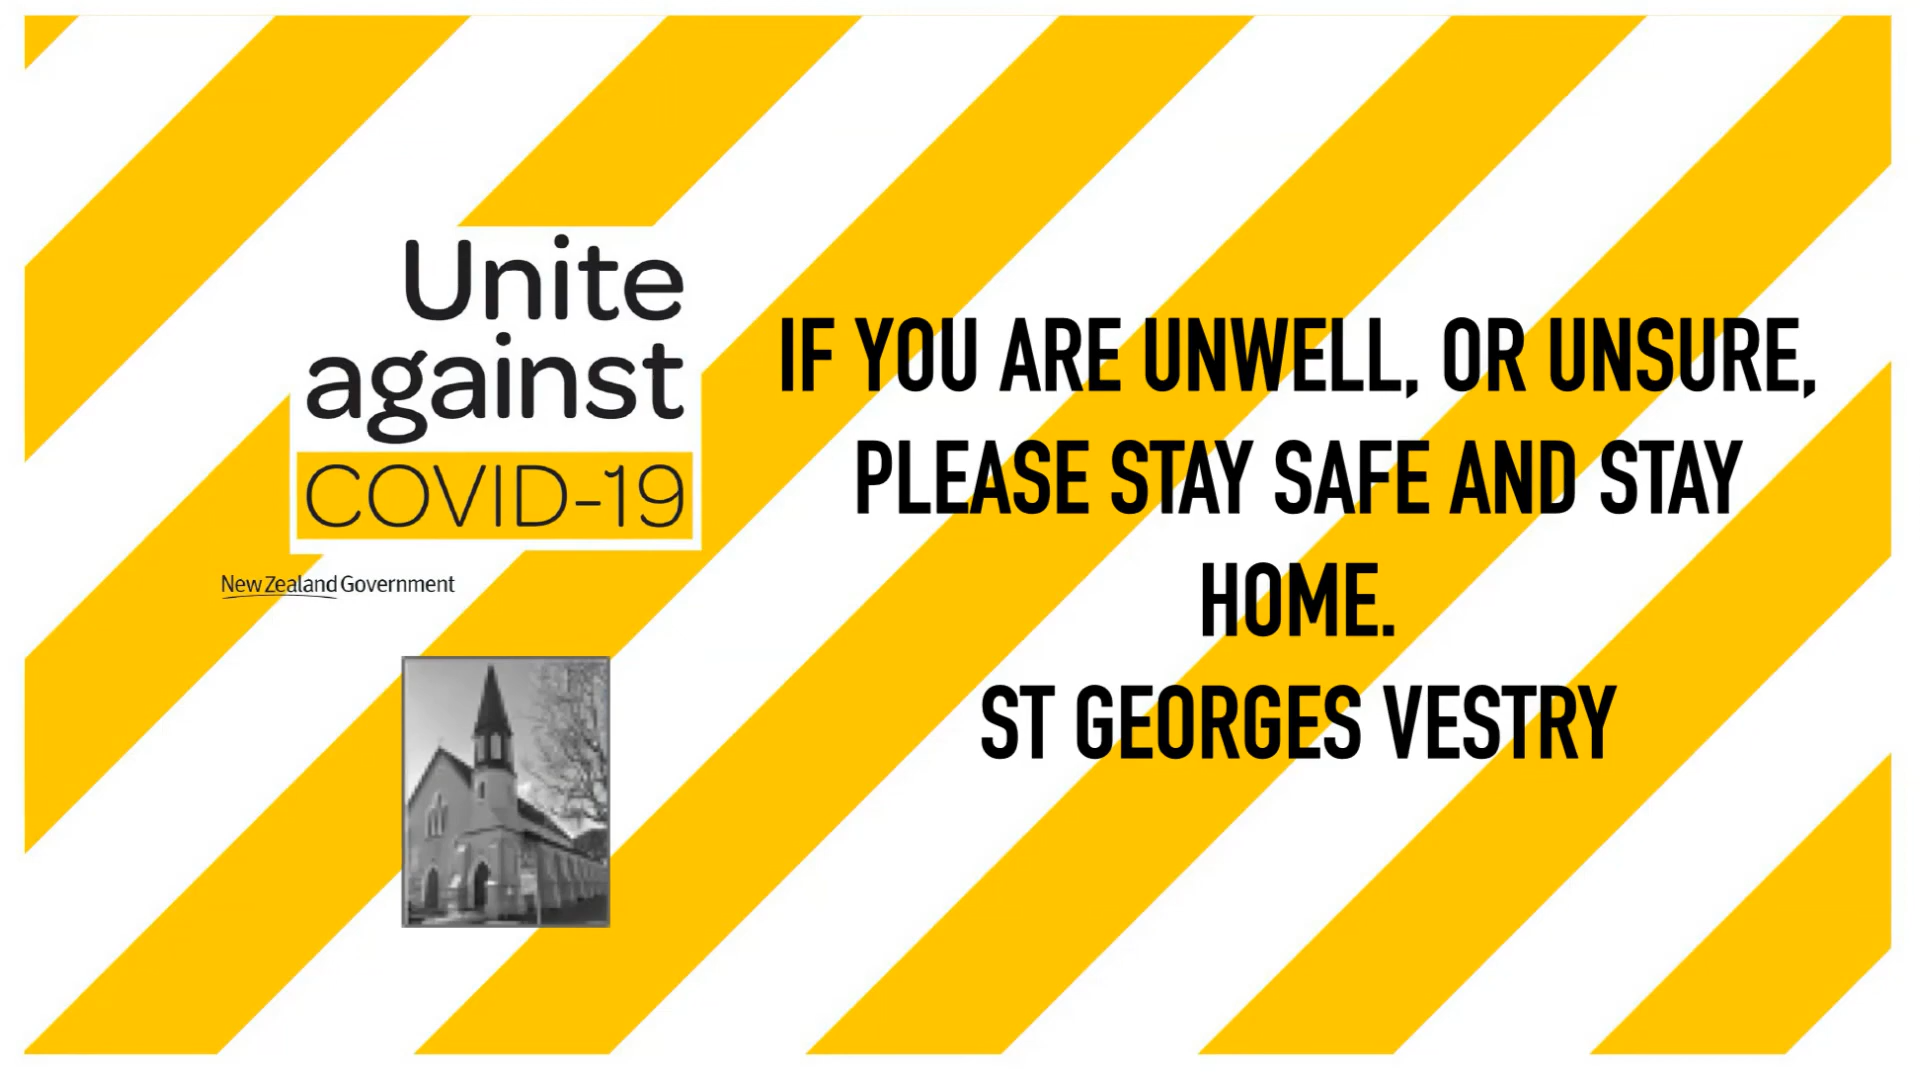 Unite
against
COVID-19
New Zealand Government
IF YOU ARE UNWELL, OR UNSURE,
PLEASE STAY SAFE AND STAY
HOME.
ST GEORGES VESTRY